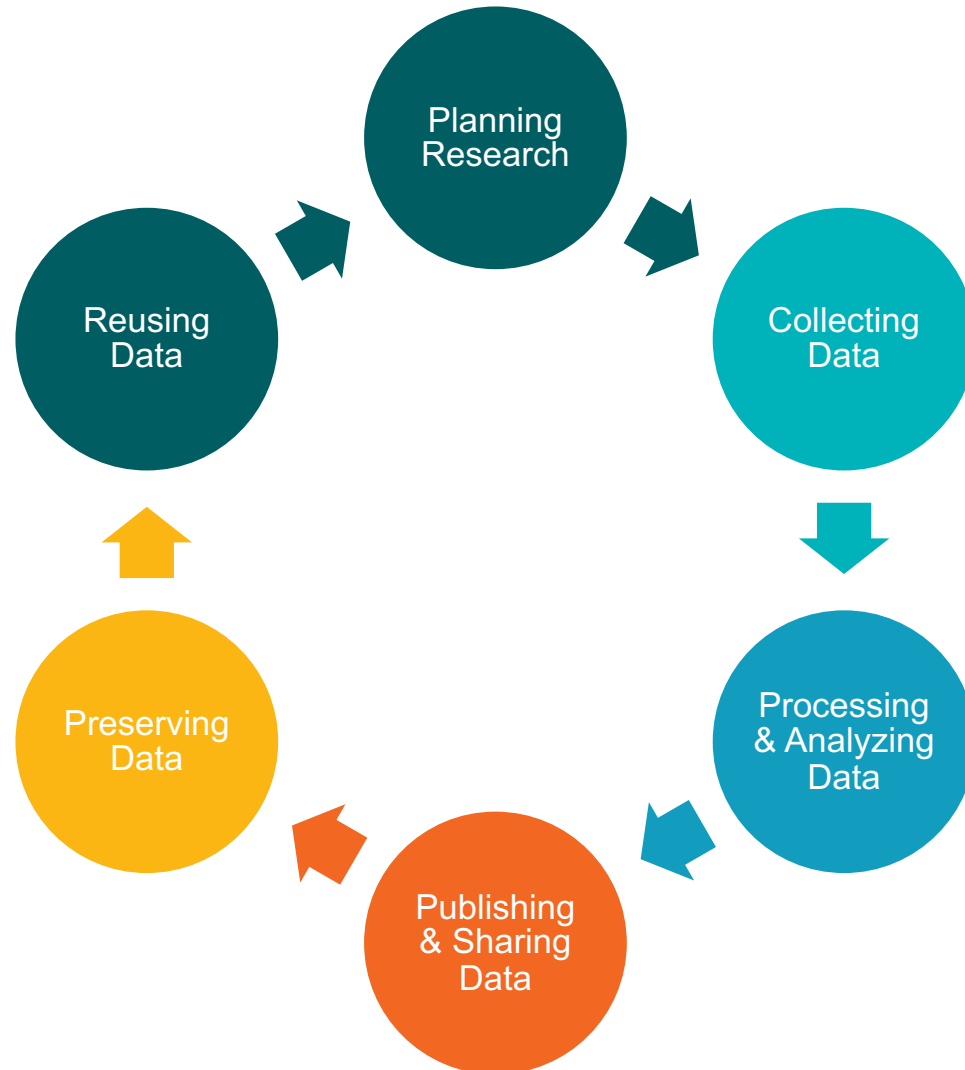 Planning
Research
Collecting
Data
Processing
& Analyzing
Data
Publishing
& Sharing
Data
Preserving
Data
Reusing
Data